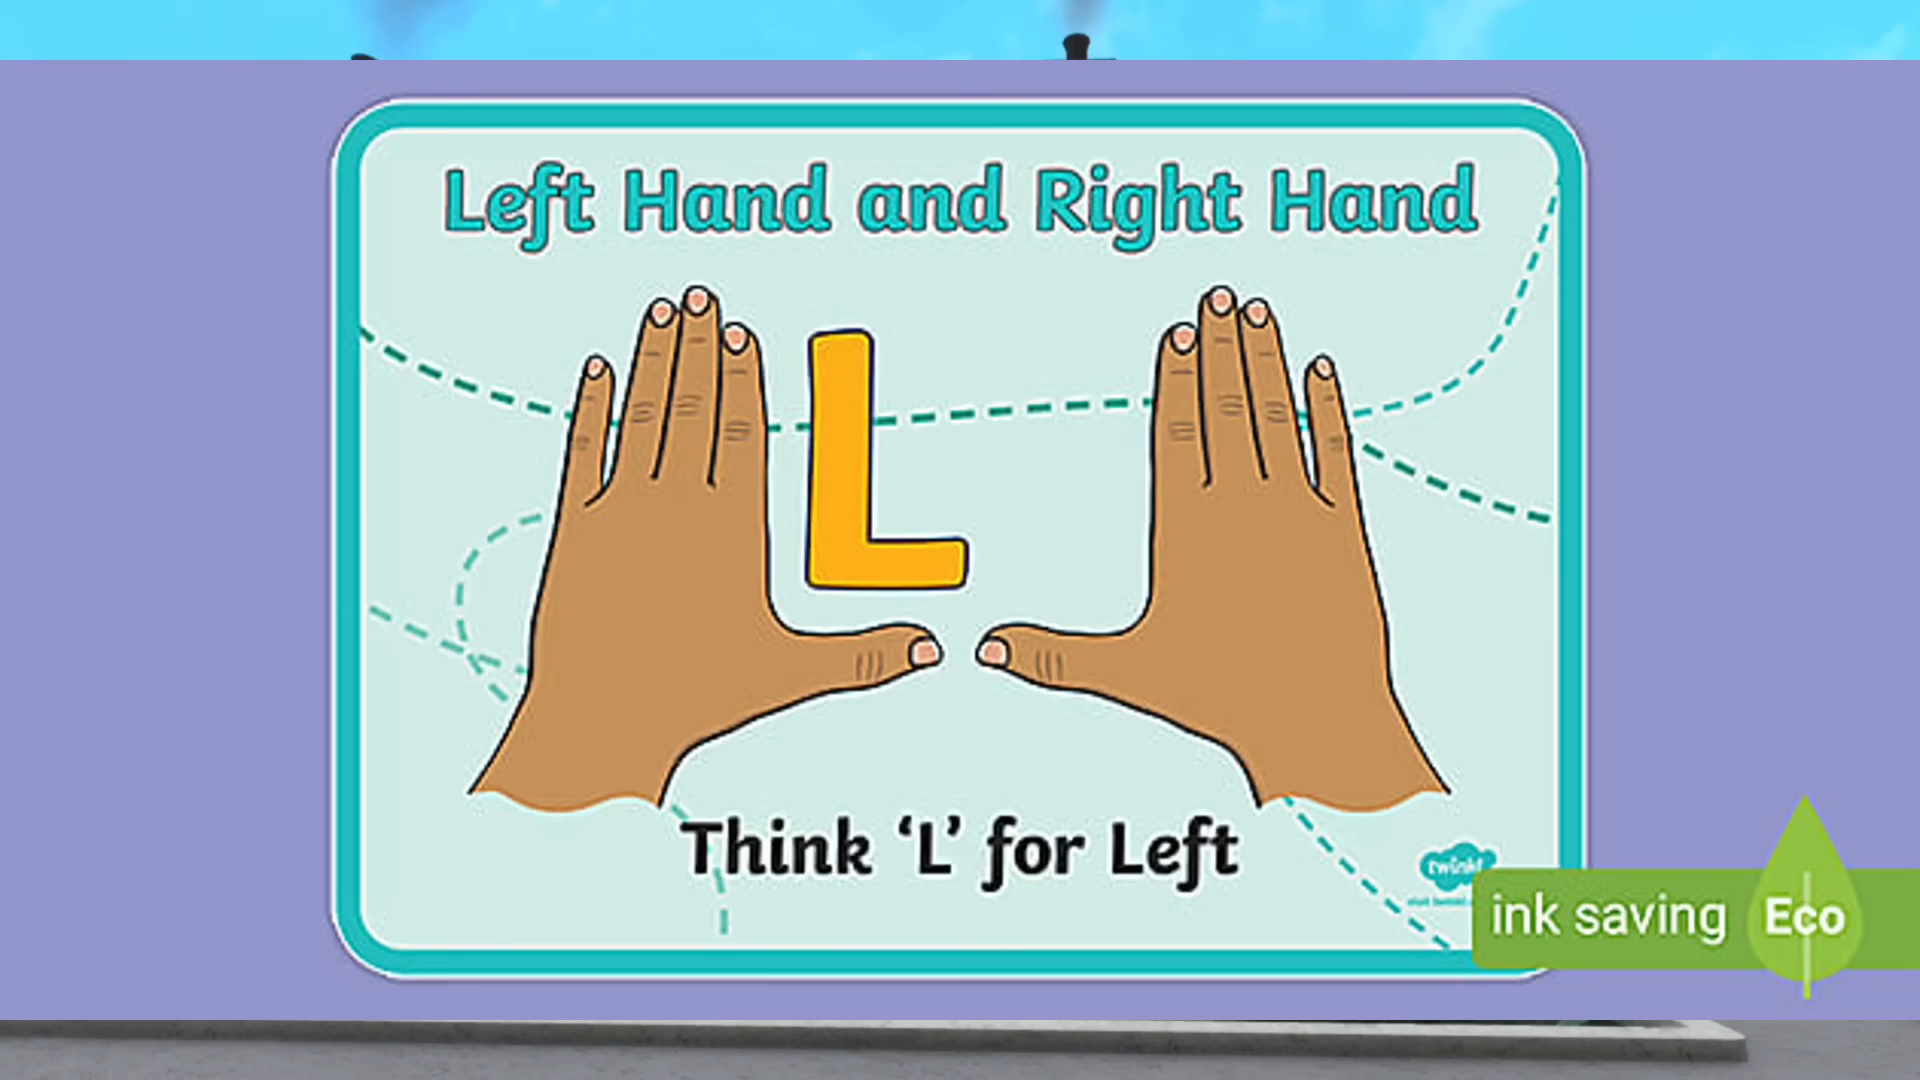 Left Hand and Right Hand
L
Think ‘L’ for Left
twinkl
ink saving
Eco